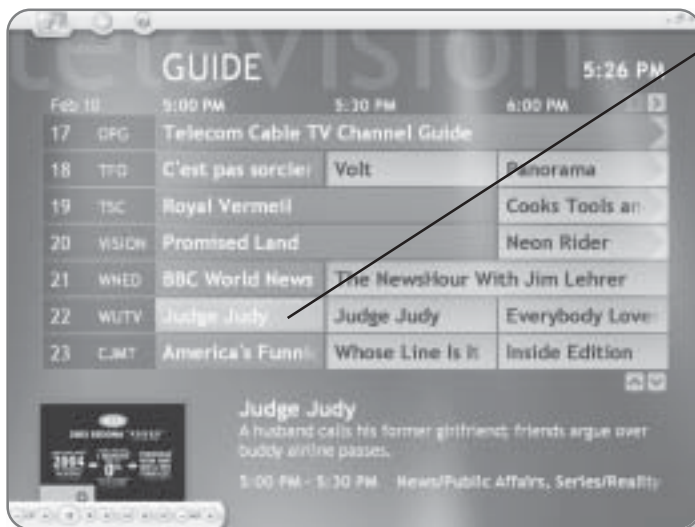 television
GUIDE
5:26 PM
Feb 10 5:00 PM 5:30 PM 6:00 PM
17 OPG Telecom Cable TV Channel Guide
18 TFO C'est pas sorcier Volt Panorama
19 TSC Royal Vermeil Cooks Tools an
20 VISION Promised Land Neon Rider
21 WNED BBC World News The NewsHour With Jim Lehrer
22 WUTV Judge Judy Judge Judy Everybody Love
23 CJMT America's Funni Whose Line Is It Inside Edition
Judge Judy
A husband calls his former girlfriend; friends argue over
buddy airline passes.
5:00 PM - 5:30 PM News/Public Affairs, Series/Reality
2004
0